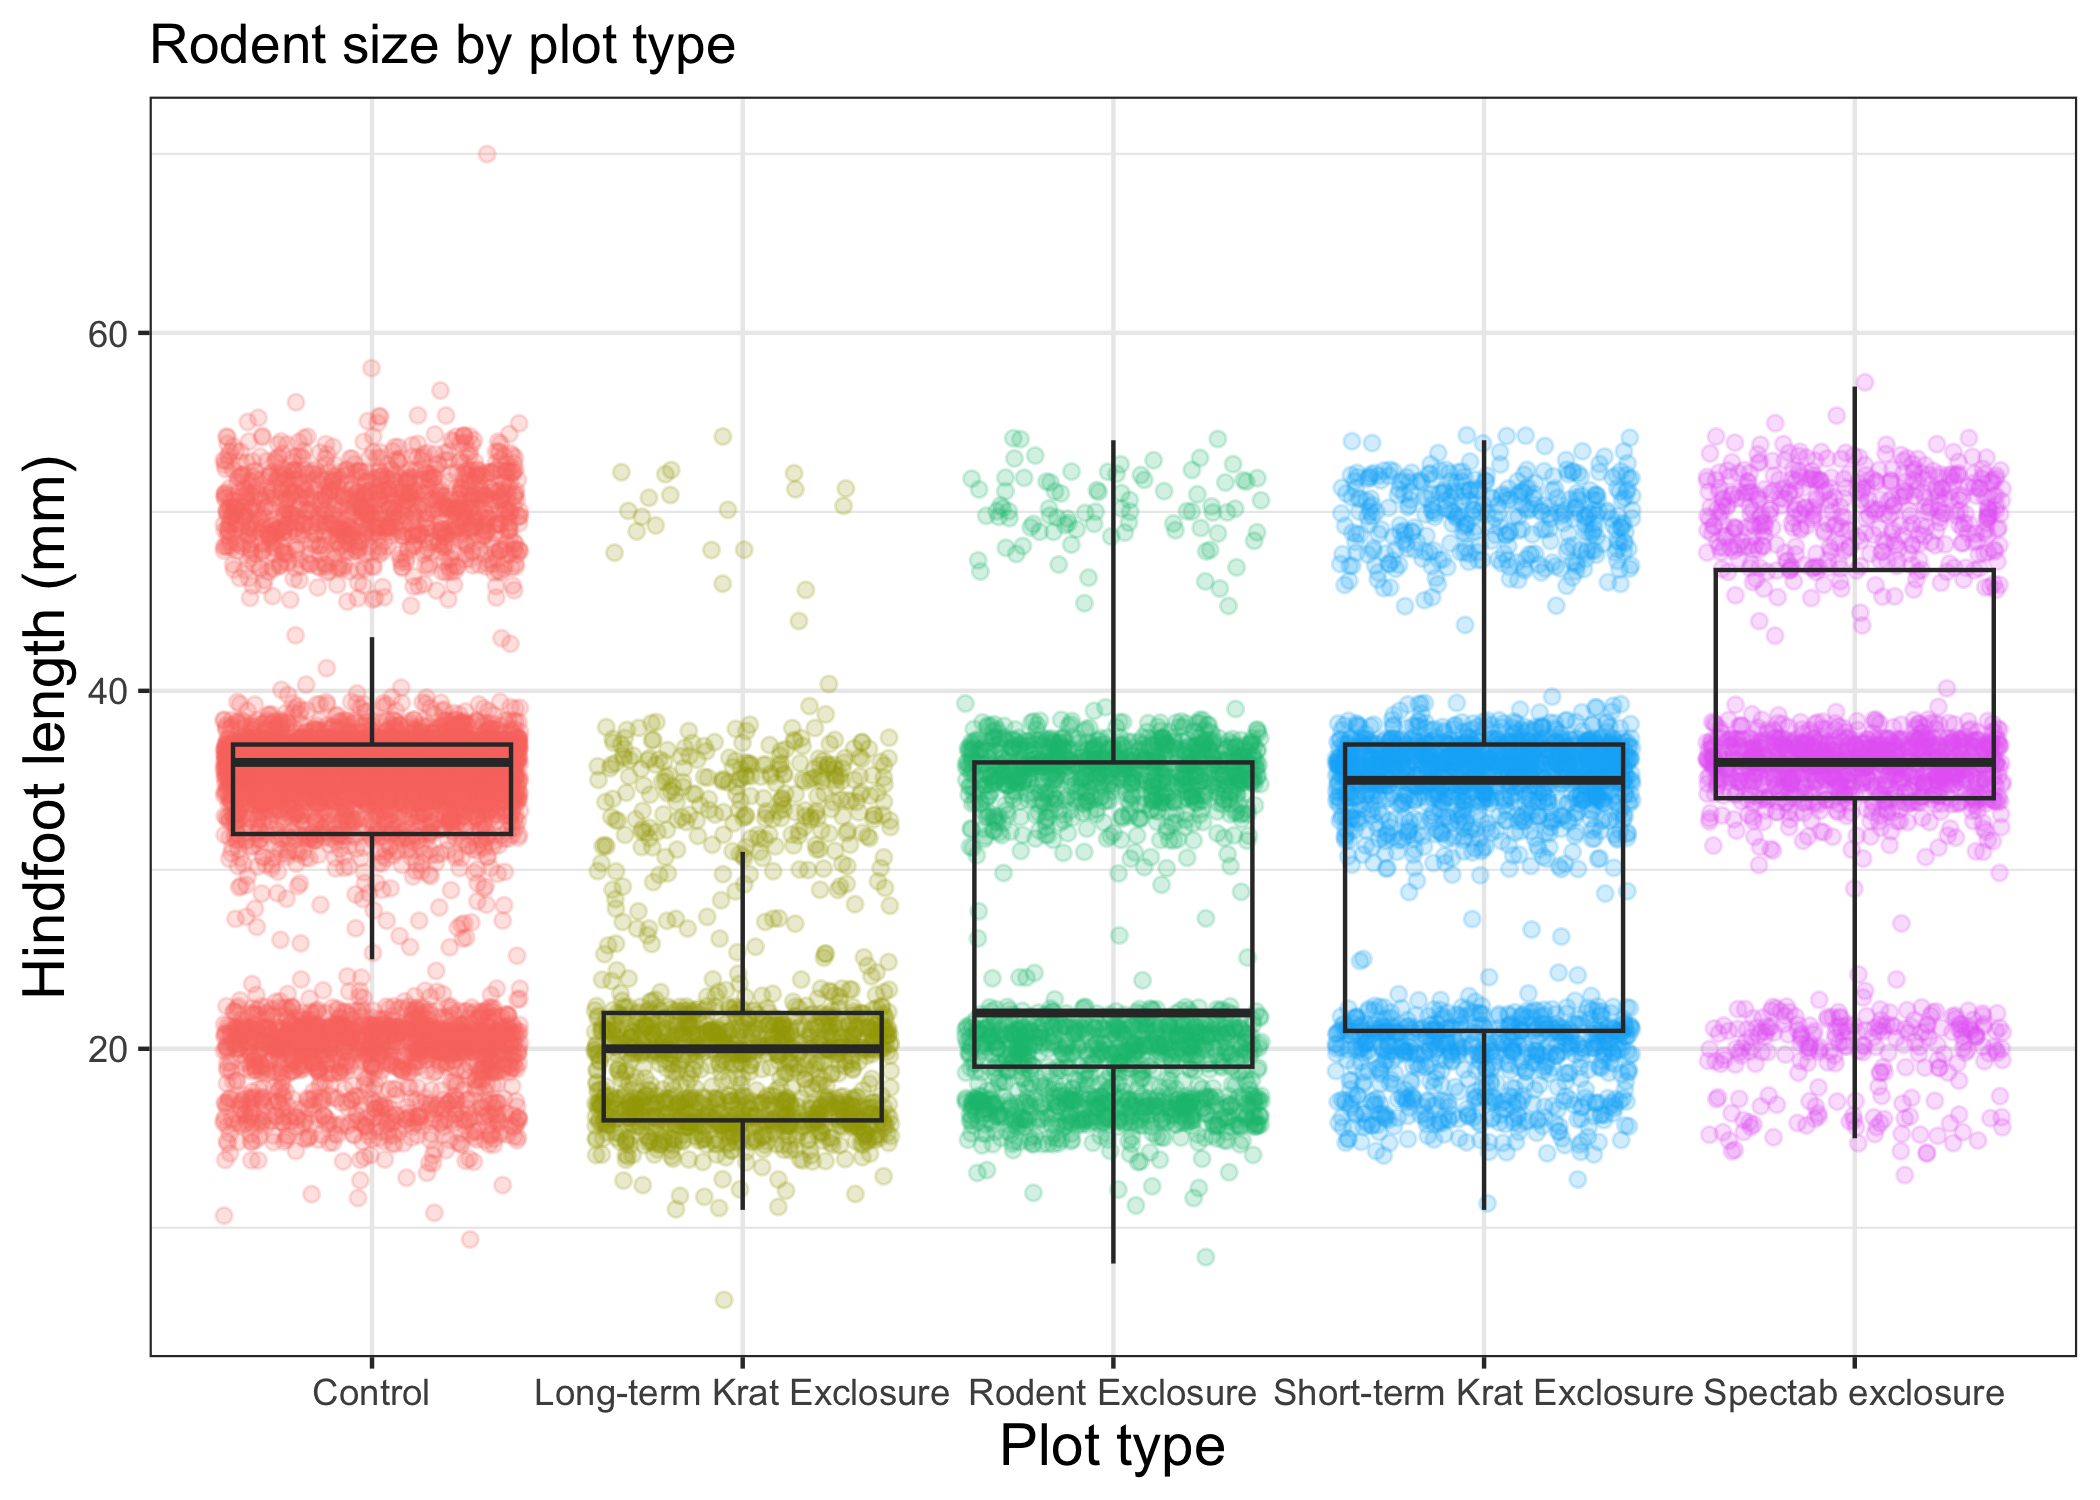 Rodent size by plot type
Hindfoot length (mm)
60
40
20
Control
Long-term Krat Exclosure
Rodent Exclosure
Short-term Krat Exclosure
Spectab exclosure
Plot type